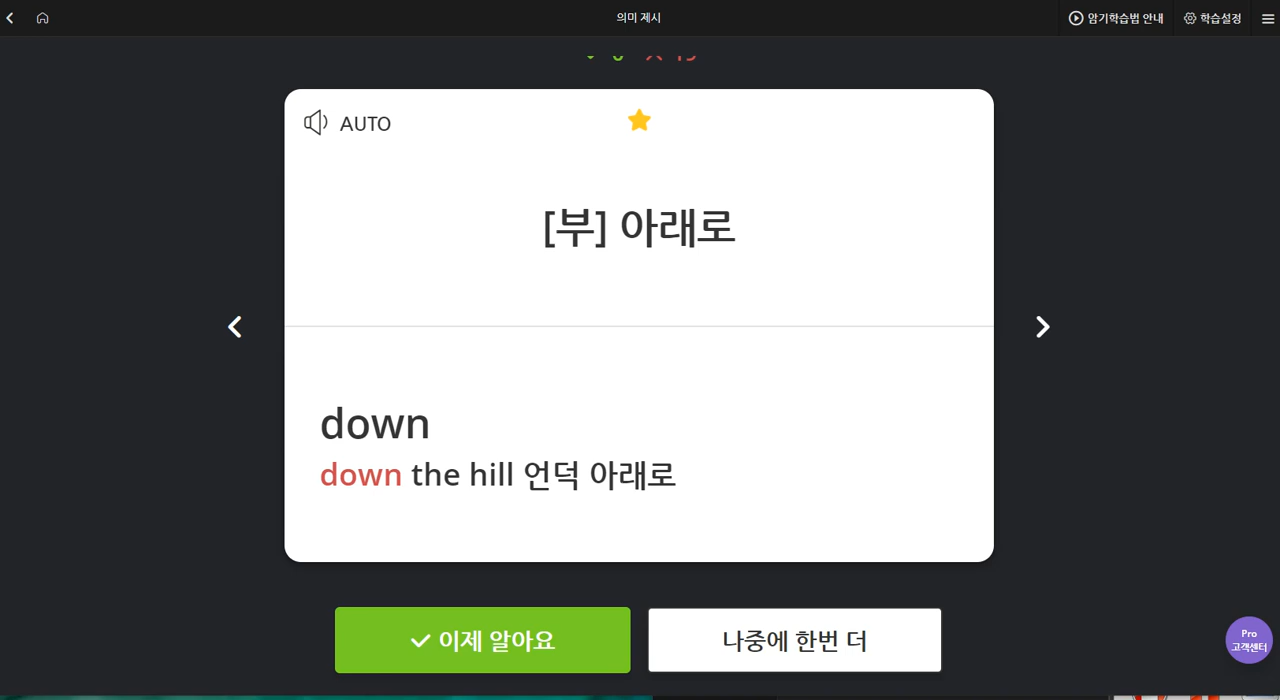 의미 제시
암기학습법 안내
학습설정
AUTO
[부] 아래로
down
down the hill 언덕 아래로
이제 알아요
나중에 한번 더
Pro
고객센터